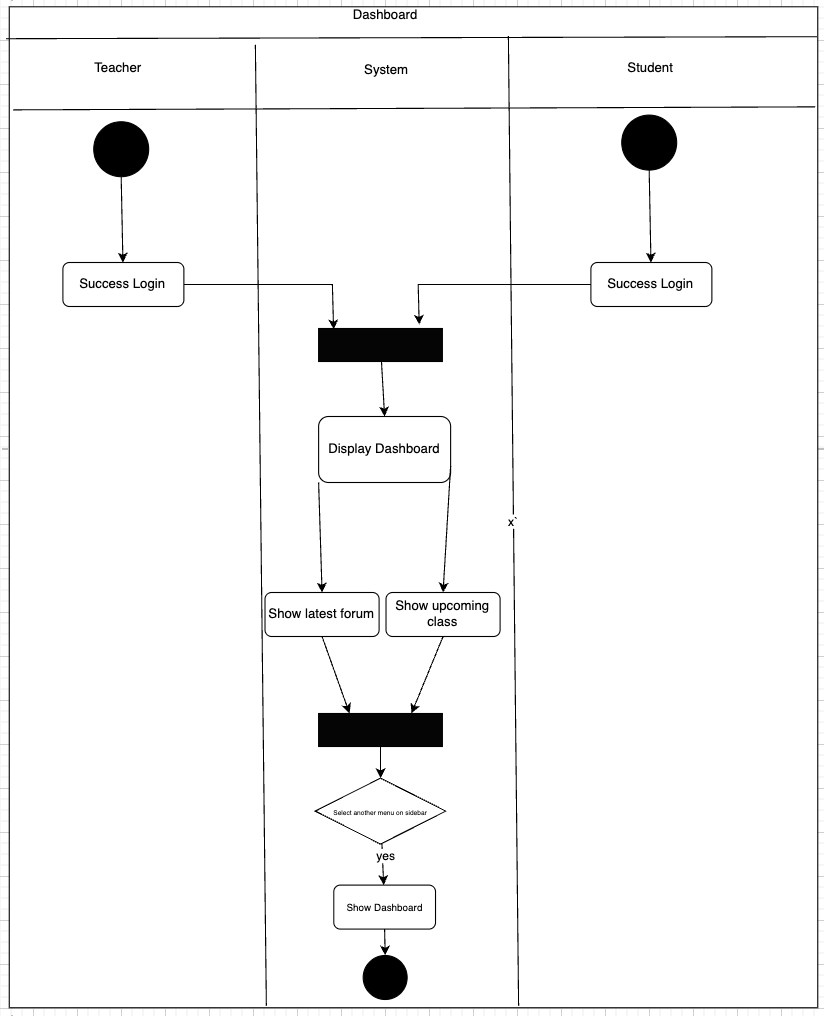 Dashboard
Teacher
System
Student
Success Login
Success Login
Display Dashboard
x`
Show latest forum
Show upcoming
class
Select another menu on sidebar
yes
Show Dashboard